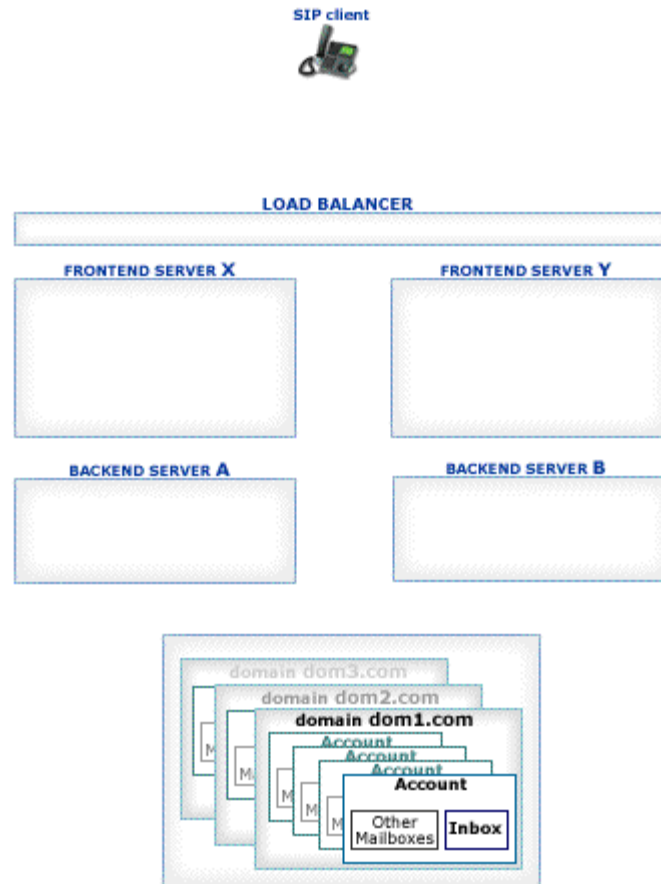 SIP client
LOAD BALANCER
FRONTEND SERVER X
FRONTEND SERVER Y
BACKEND SERVER A
BACKEND SERVER B
domain dom3.com
domain dom2.com
domain dom1.com
Account
Account
Account
Account
M
M
M
M
M
Other
Mailboxes
Inbox